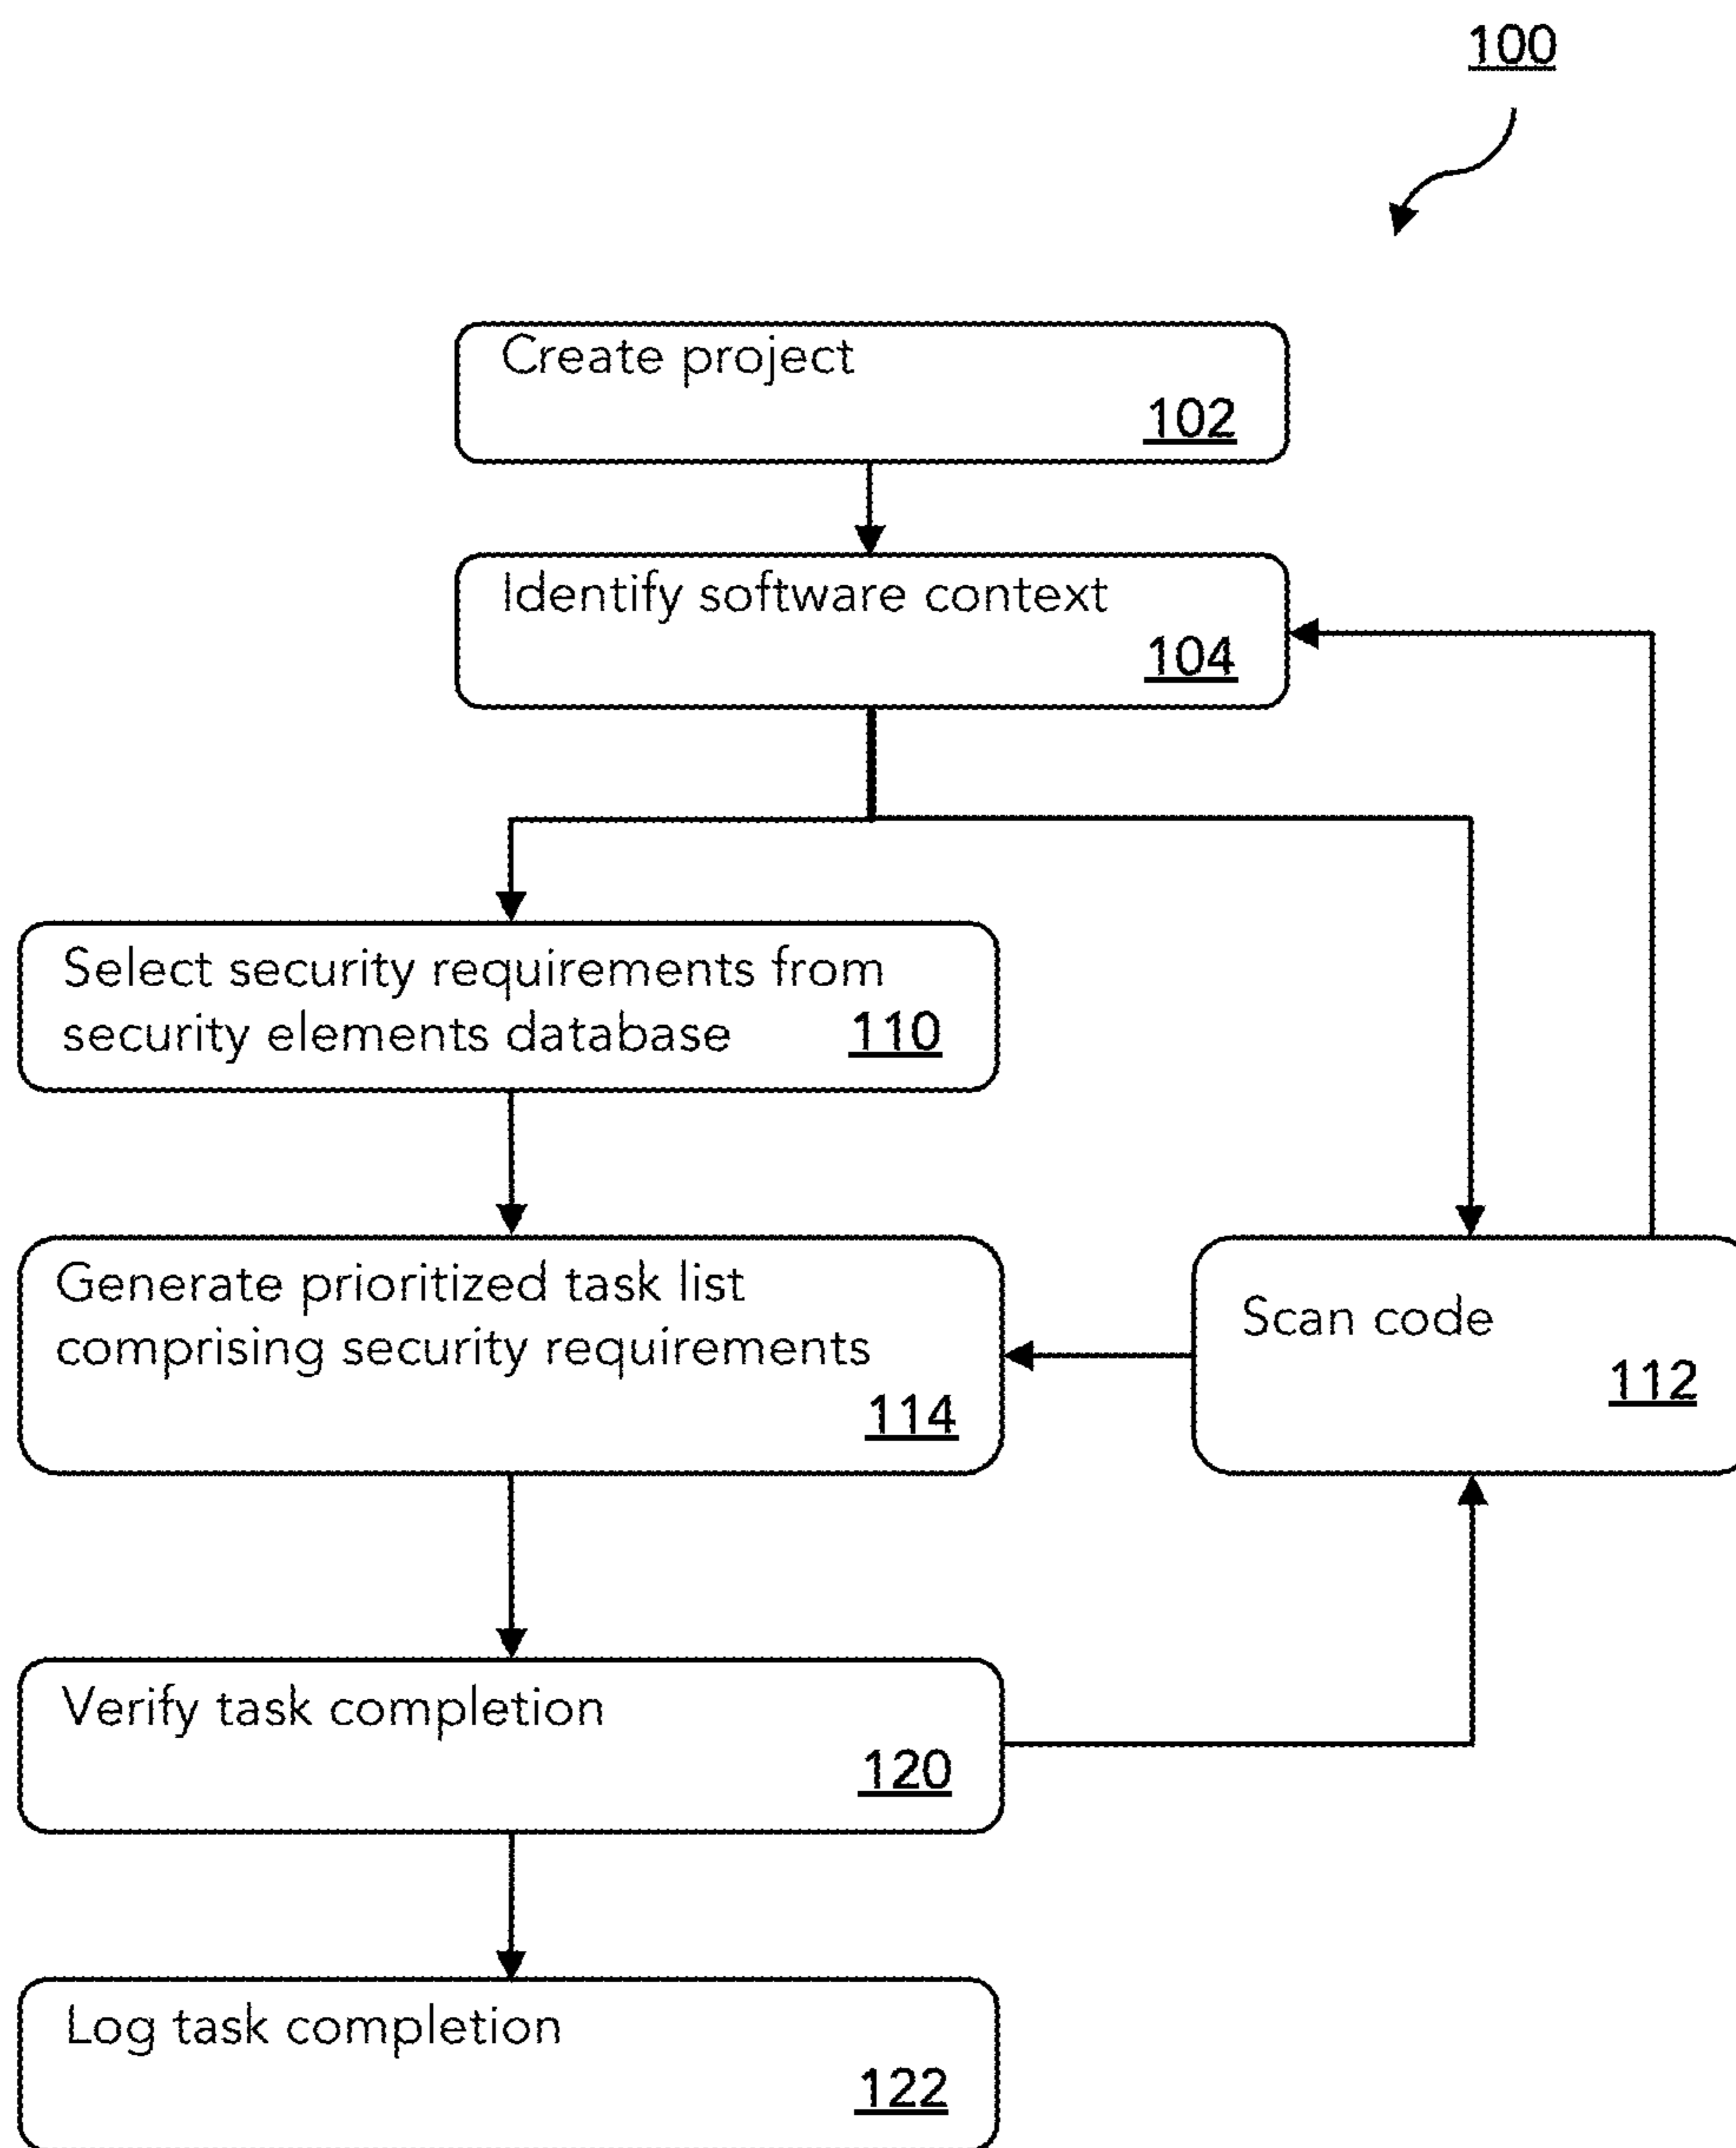 100
Create project
102
Identify software context
104
Select security requirements from
security elements database 110
Generate prioritized task list
comprising security requirements
114
Scan code
112
Verify task completion
120
Log task completion
122